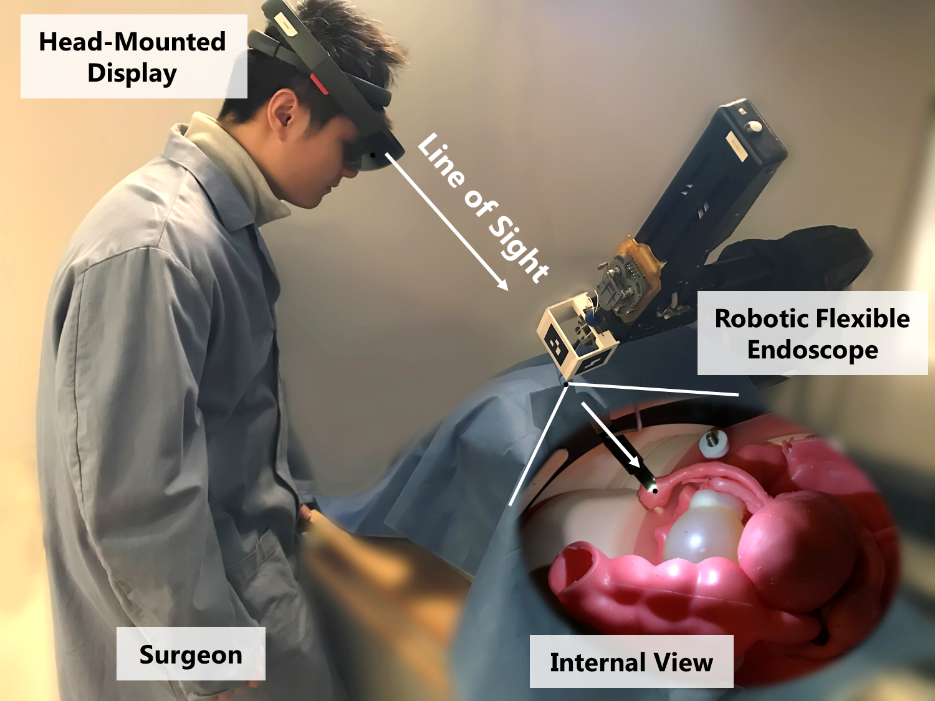 Head-Mounted
Display
Line of Sight
Robotic Flexible
Endoscope
Surgeon
Internal View